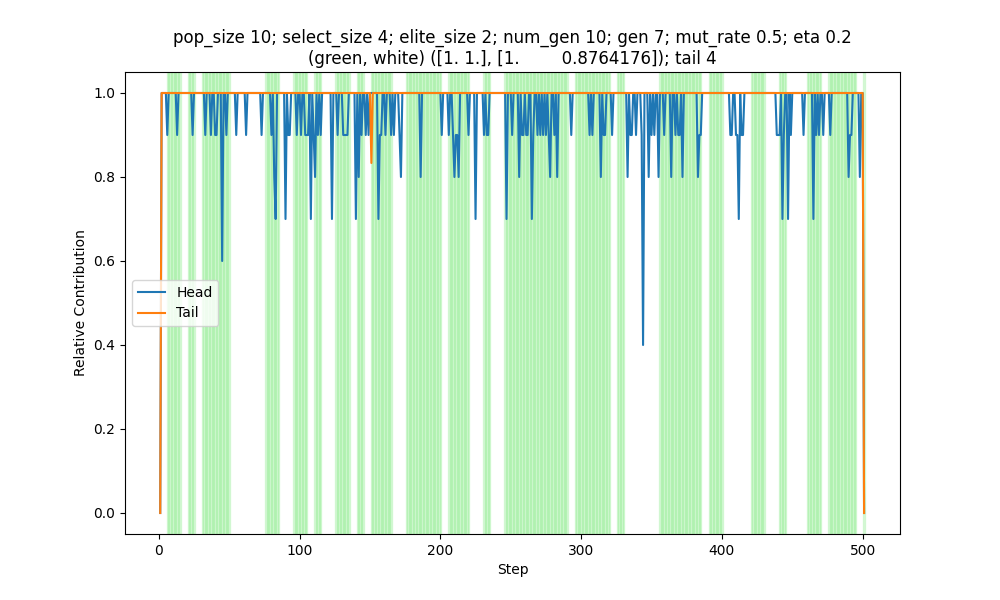 pop_size 10; select_size 4; elite_size 2; num_gen 10; gen 7; mut_rate 0.5; eta 0.2
(green, white) ([1. 1.], [1.         0.8764176]); tail 4
1.0
0.8
0.6
0.4
0.2
0.0
Relative Contribution
Head
Tail
0
100
200
300
400
500
Step